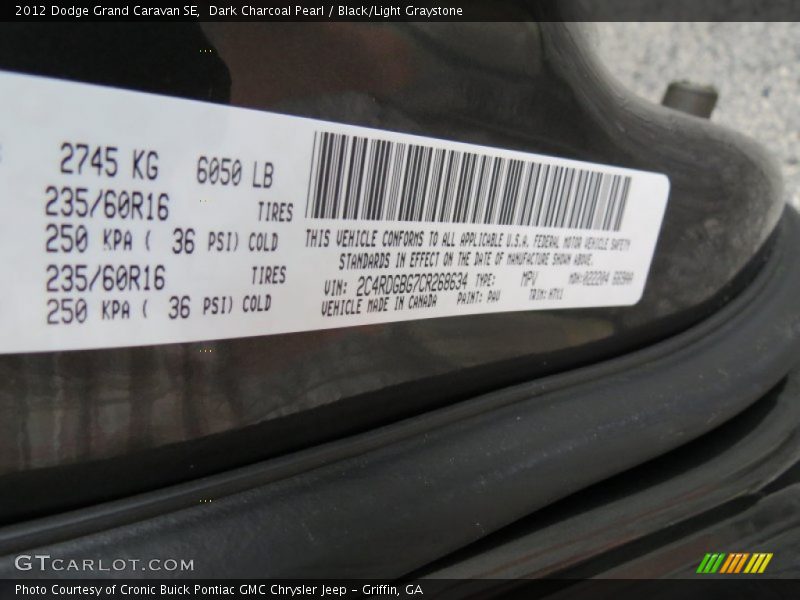 2012 Dodge Grand Caravan SE, Dark Charcoal Pearl / Black/Light Graystone
2745 KG 6050 LB
235/60R16 TIRES
250 KPA ( 36 PSI) COLD
235/60R16 TIRES
250 KPA ( 36 PSI) COLD
THIS VEHICLE CONFORMS TO ALL APPLICABLE U.S.A. FEDERAL MOTOR VEHICLE SAFETY
STANDARDS IN EFFECT ON THE DATE OF MANUFACTURE SHOWN ABOVE.
VIN: 2C4RDGBG7CR268634 TYPE: MPV MDH:022204
VEHICLE MADE IN CANADA PAINT: PAU TRIM:
GTCARLOT.COM
Photo Courtesy of Cronic Buick Pontiac GMC Chrysler Jeep - Griffin, GA